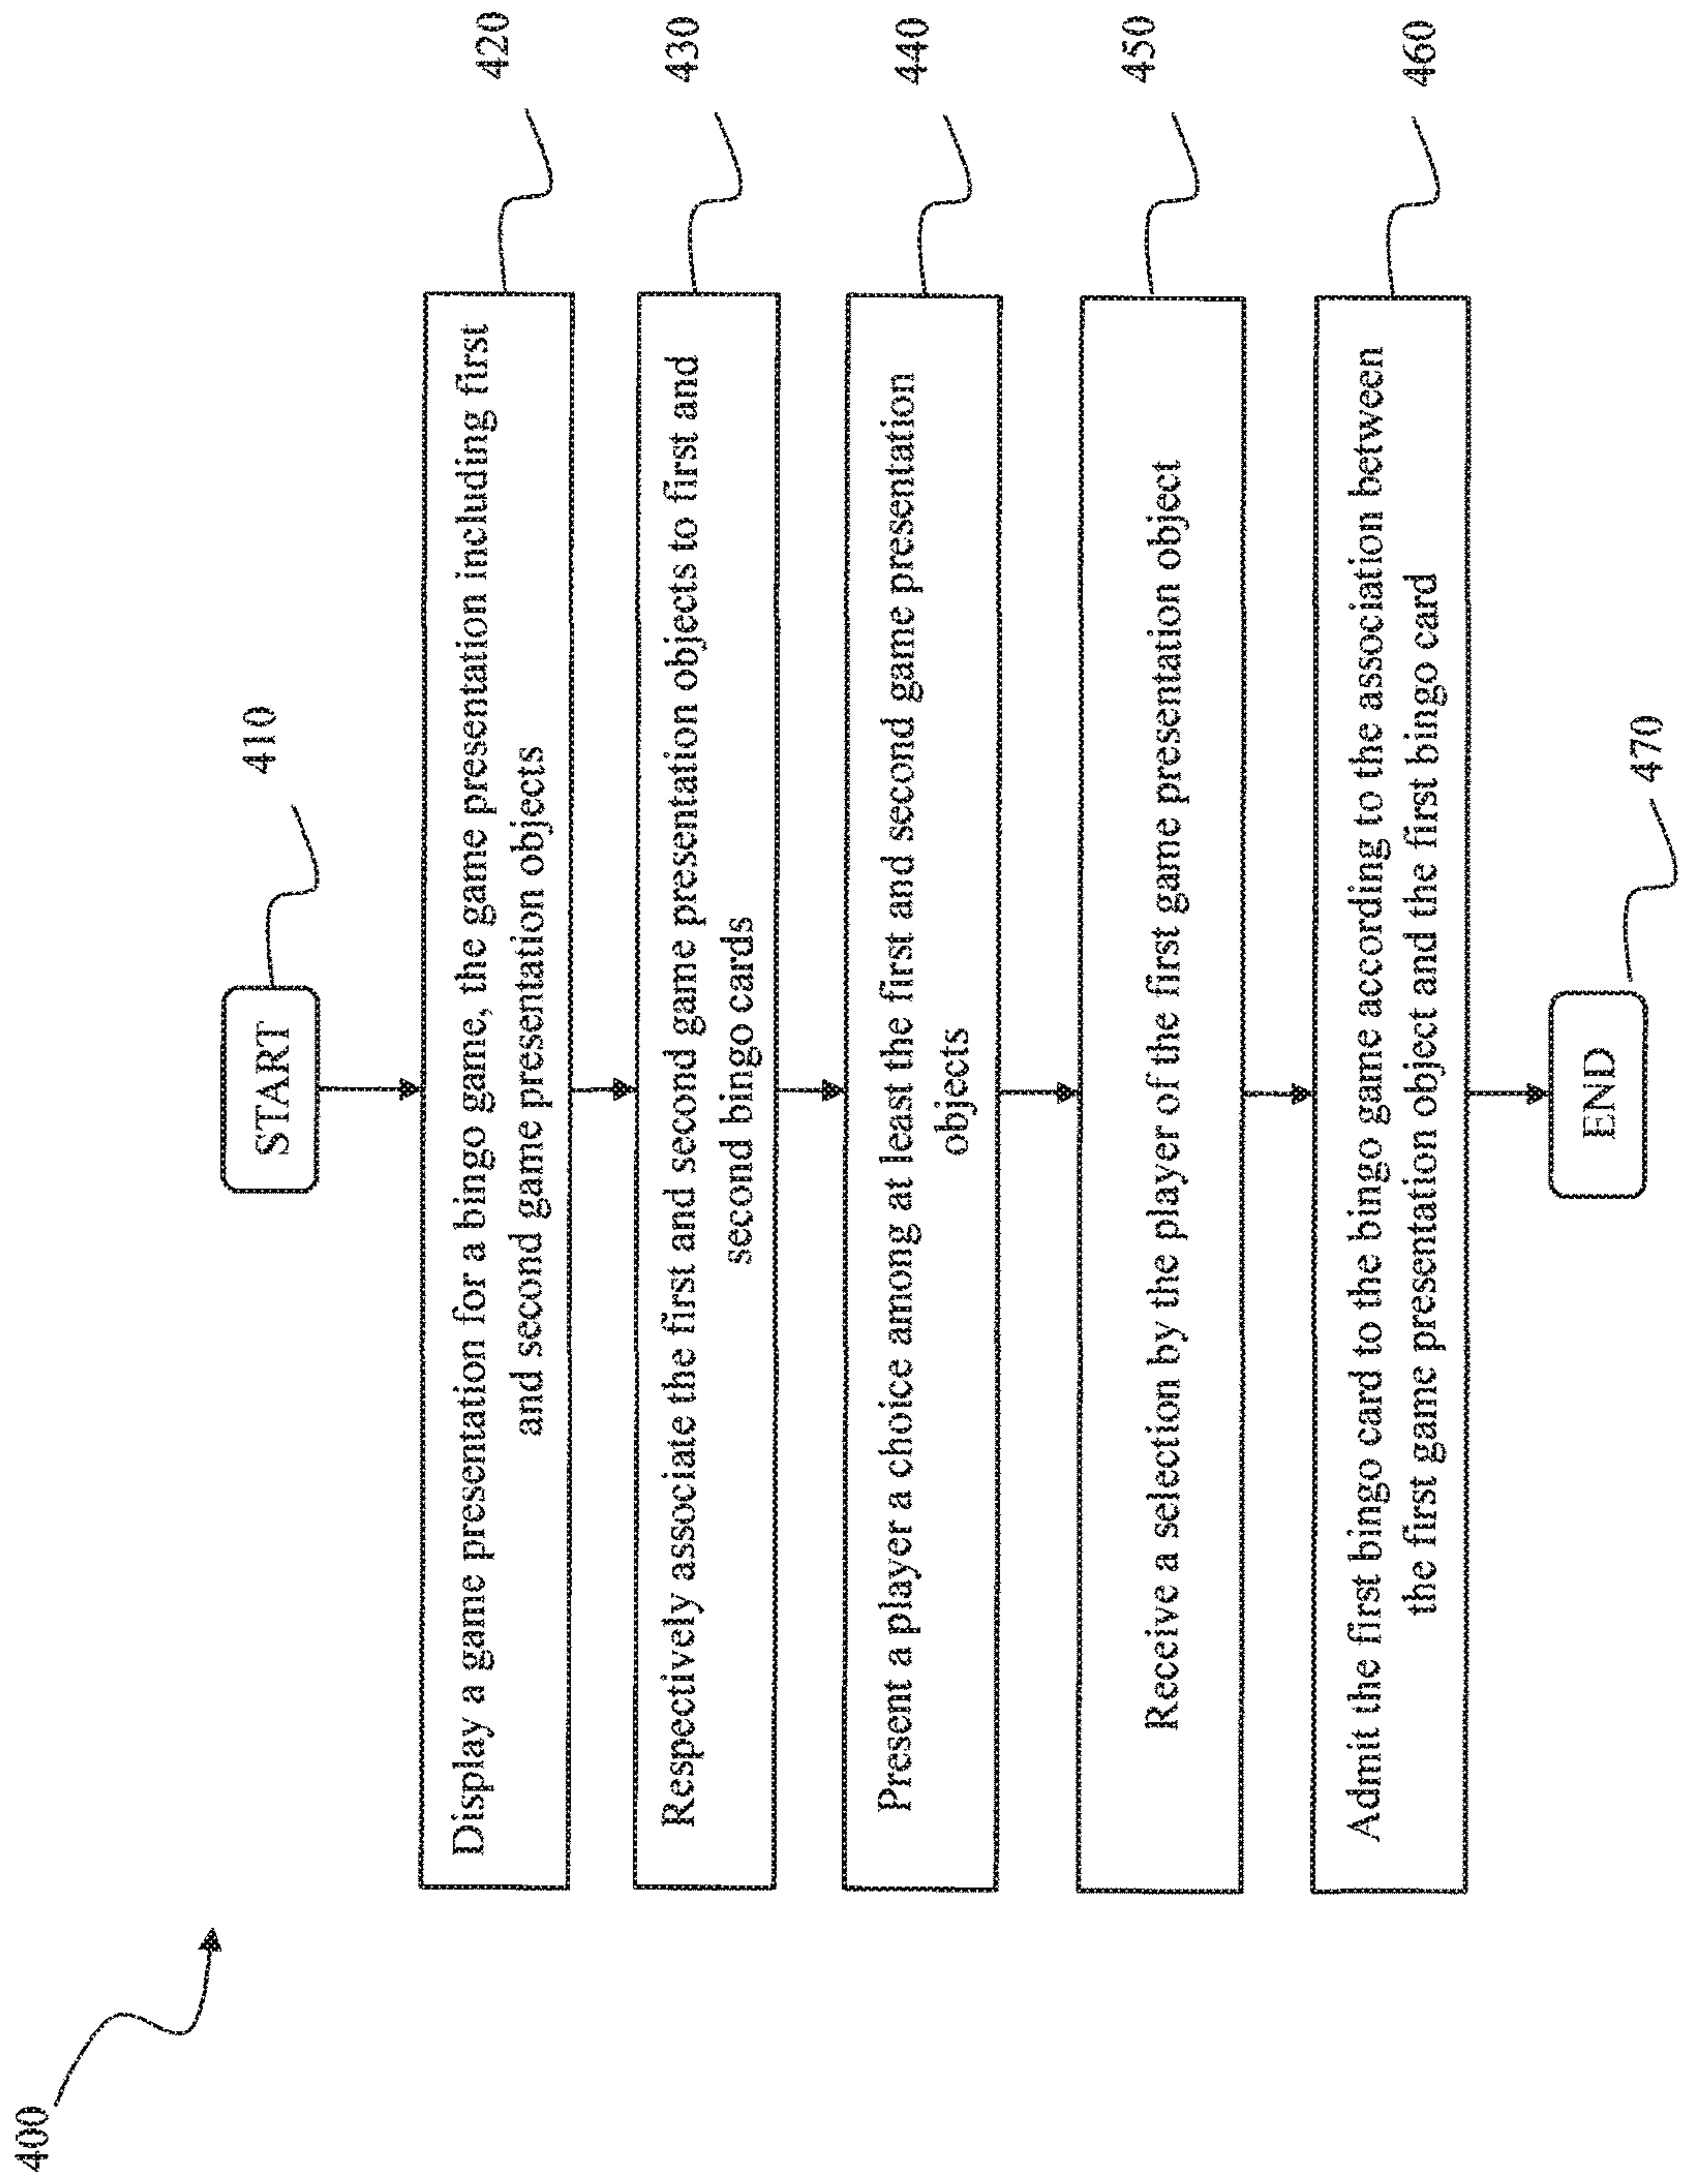 400
START
410
Display a game presentation for a bingo game, the game presentation including first
and second game presentation objects
420
Respectively associate the first and second game presentation objects to first and
second bingo cards
430
Present a player a choice among at least the first and second game presentation
objects
440
Receive a selection by the player of the first game presentation object
450
Admit the first bingo card to the bingo game according to the association between
the first game presentation object and the first bingo card
460
END
470